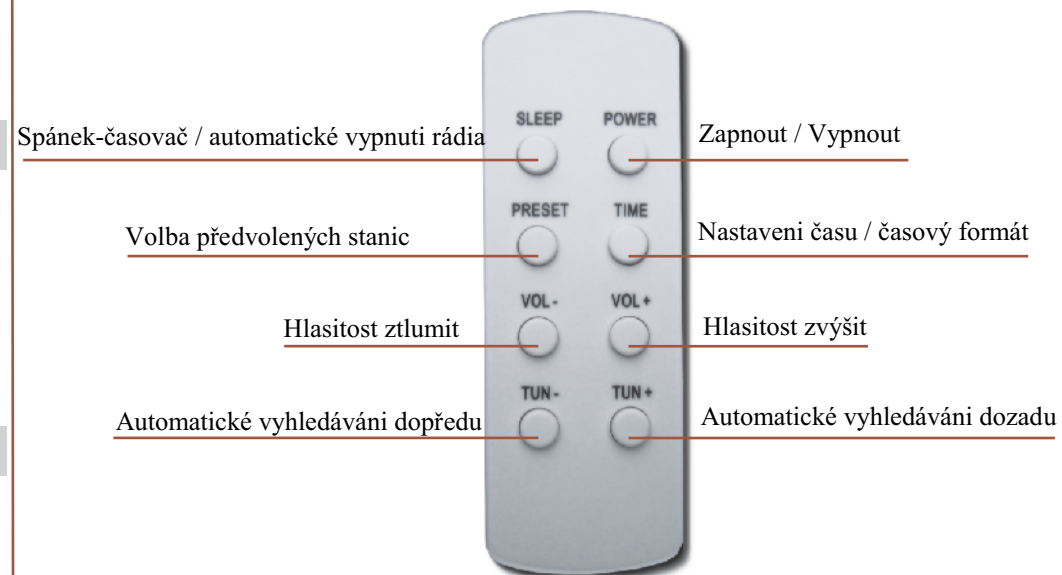 SLEEP POWER
Spánek-časovač / automatické vypnuti rádia
Zapnout / Vypnout
PRESET TIME
Volba předvolených stanic
Nastaveni času / časový formát
VOL - VOL +
Hlasitost ztlumit
Hlasitost zvýšit
TUN - TUN +
Automatické vyhledáváni dopředu
Automatické vyhledáváni dozadu